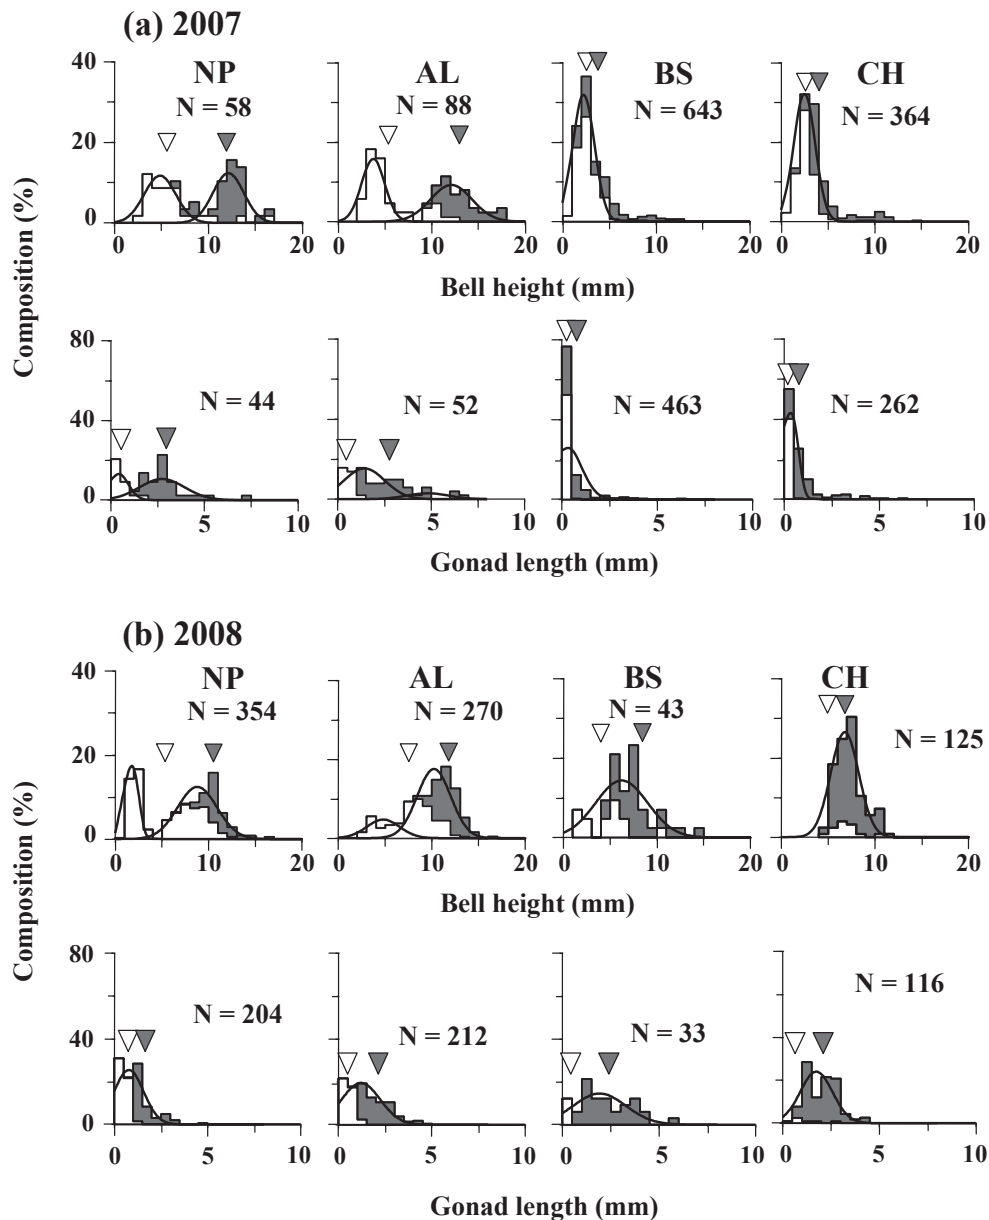 (a) 2007
NP AL BS CH
N = 58 N = 88 N = 643 N = 364
40
20
0
0 10 20 0 10 20 0 10 20 0 10 20
Bell height (mm)
Composition (%)
80
40
0
N = 44 N = 52 N = 463 N = 262
0 5 10 0 5 10 0 5 10 0 5 10
Gonad length (mm)
(b) 2008
NP AL BS CH
N = 354 N = 270 N = 43 N = 125
40
20
0
0 10 20 0 10 20 0 10 20 0 10 20
Bell height (mm)
Composition (%)
80
40
0
N = 204 N = 212 N = 33 N = 116
0 5 10 0 5 10 0 5 10 0 5 10
Gonad length (mm)